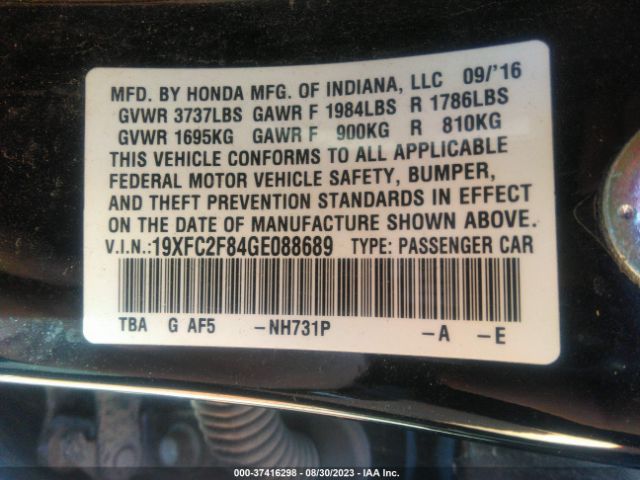 MFD. BY HONDA MFG. OF INDIANA, LLC 09/'16
GVWR 3737LBS GAWR F 1984LBS R 1786LBS
GVWR 1695KG GAWR F 900KG R 810KG
THIS VEHICLE CONFORMS TO ALL APPLICABLE
FEDERAL MOTOR VEHICLE SAFETY, BUMPER,
AND THEFT PREVENTION STANDARDS IN EFFECT
ON THE DATE OF MANUFACTURE SHOWN ABOVE.
V.I.N.:19XFC2F84GE088689 TYPE: PASSENGER CAR
TBA G AF5 -NH731P -A -E
000-37416298 - 08/30/2023 - IAA Inc.